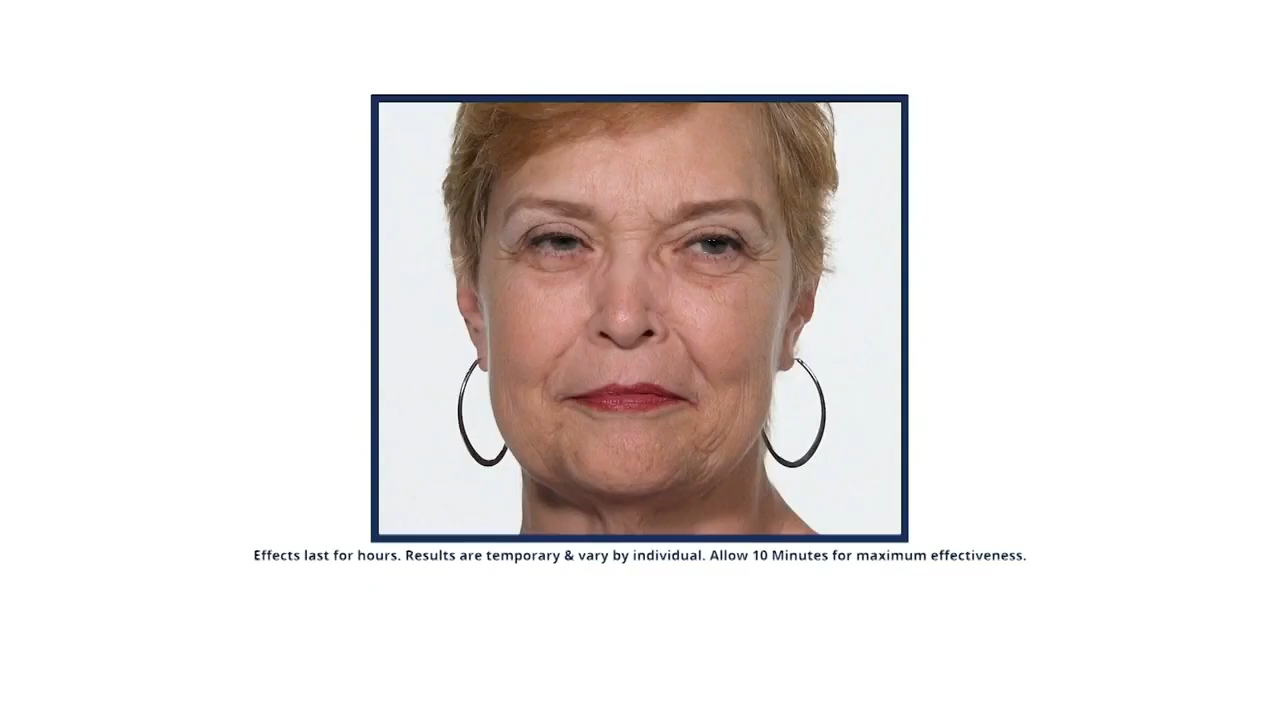 Effects last for hours. Results are temporary & vary by individual. Allow 10 Minutes for maximum effectiveness.